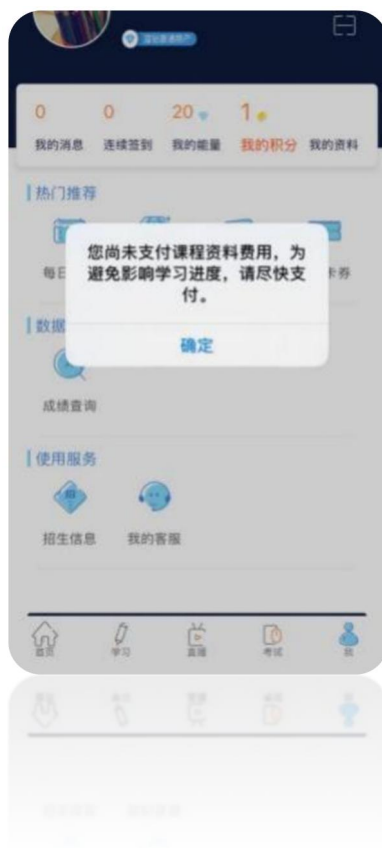 0 0 20 1
我的消息 连续签到 我的能量 我的积分 我的资料
热门推荐
您尚未支付课程资料费用，为
避免影响学习进度，请尽快支
付。
每日 卡券
数据
确定
成绩查询
使用服务
招生信息 我的客服
首页 学习 直播 考试 我